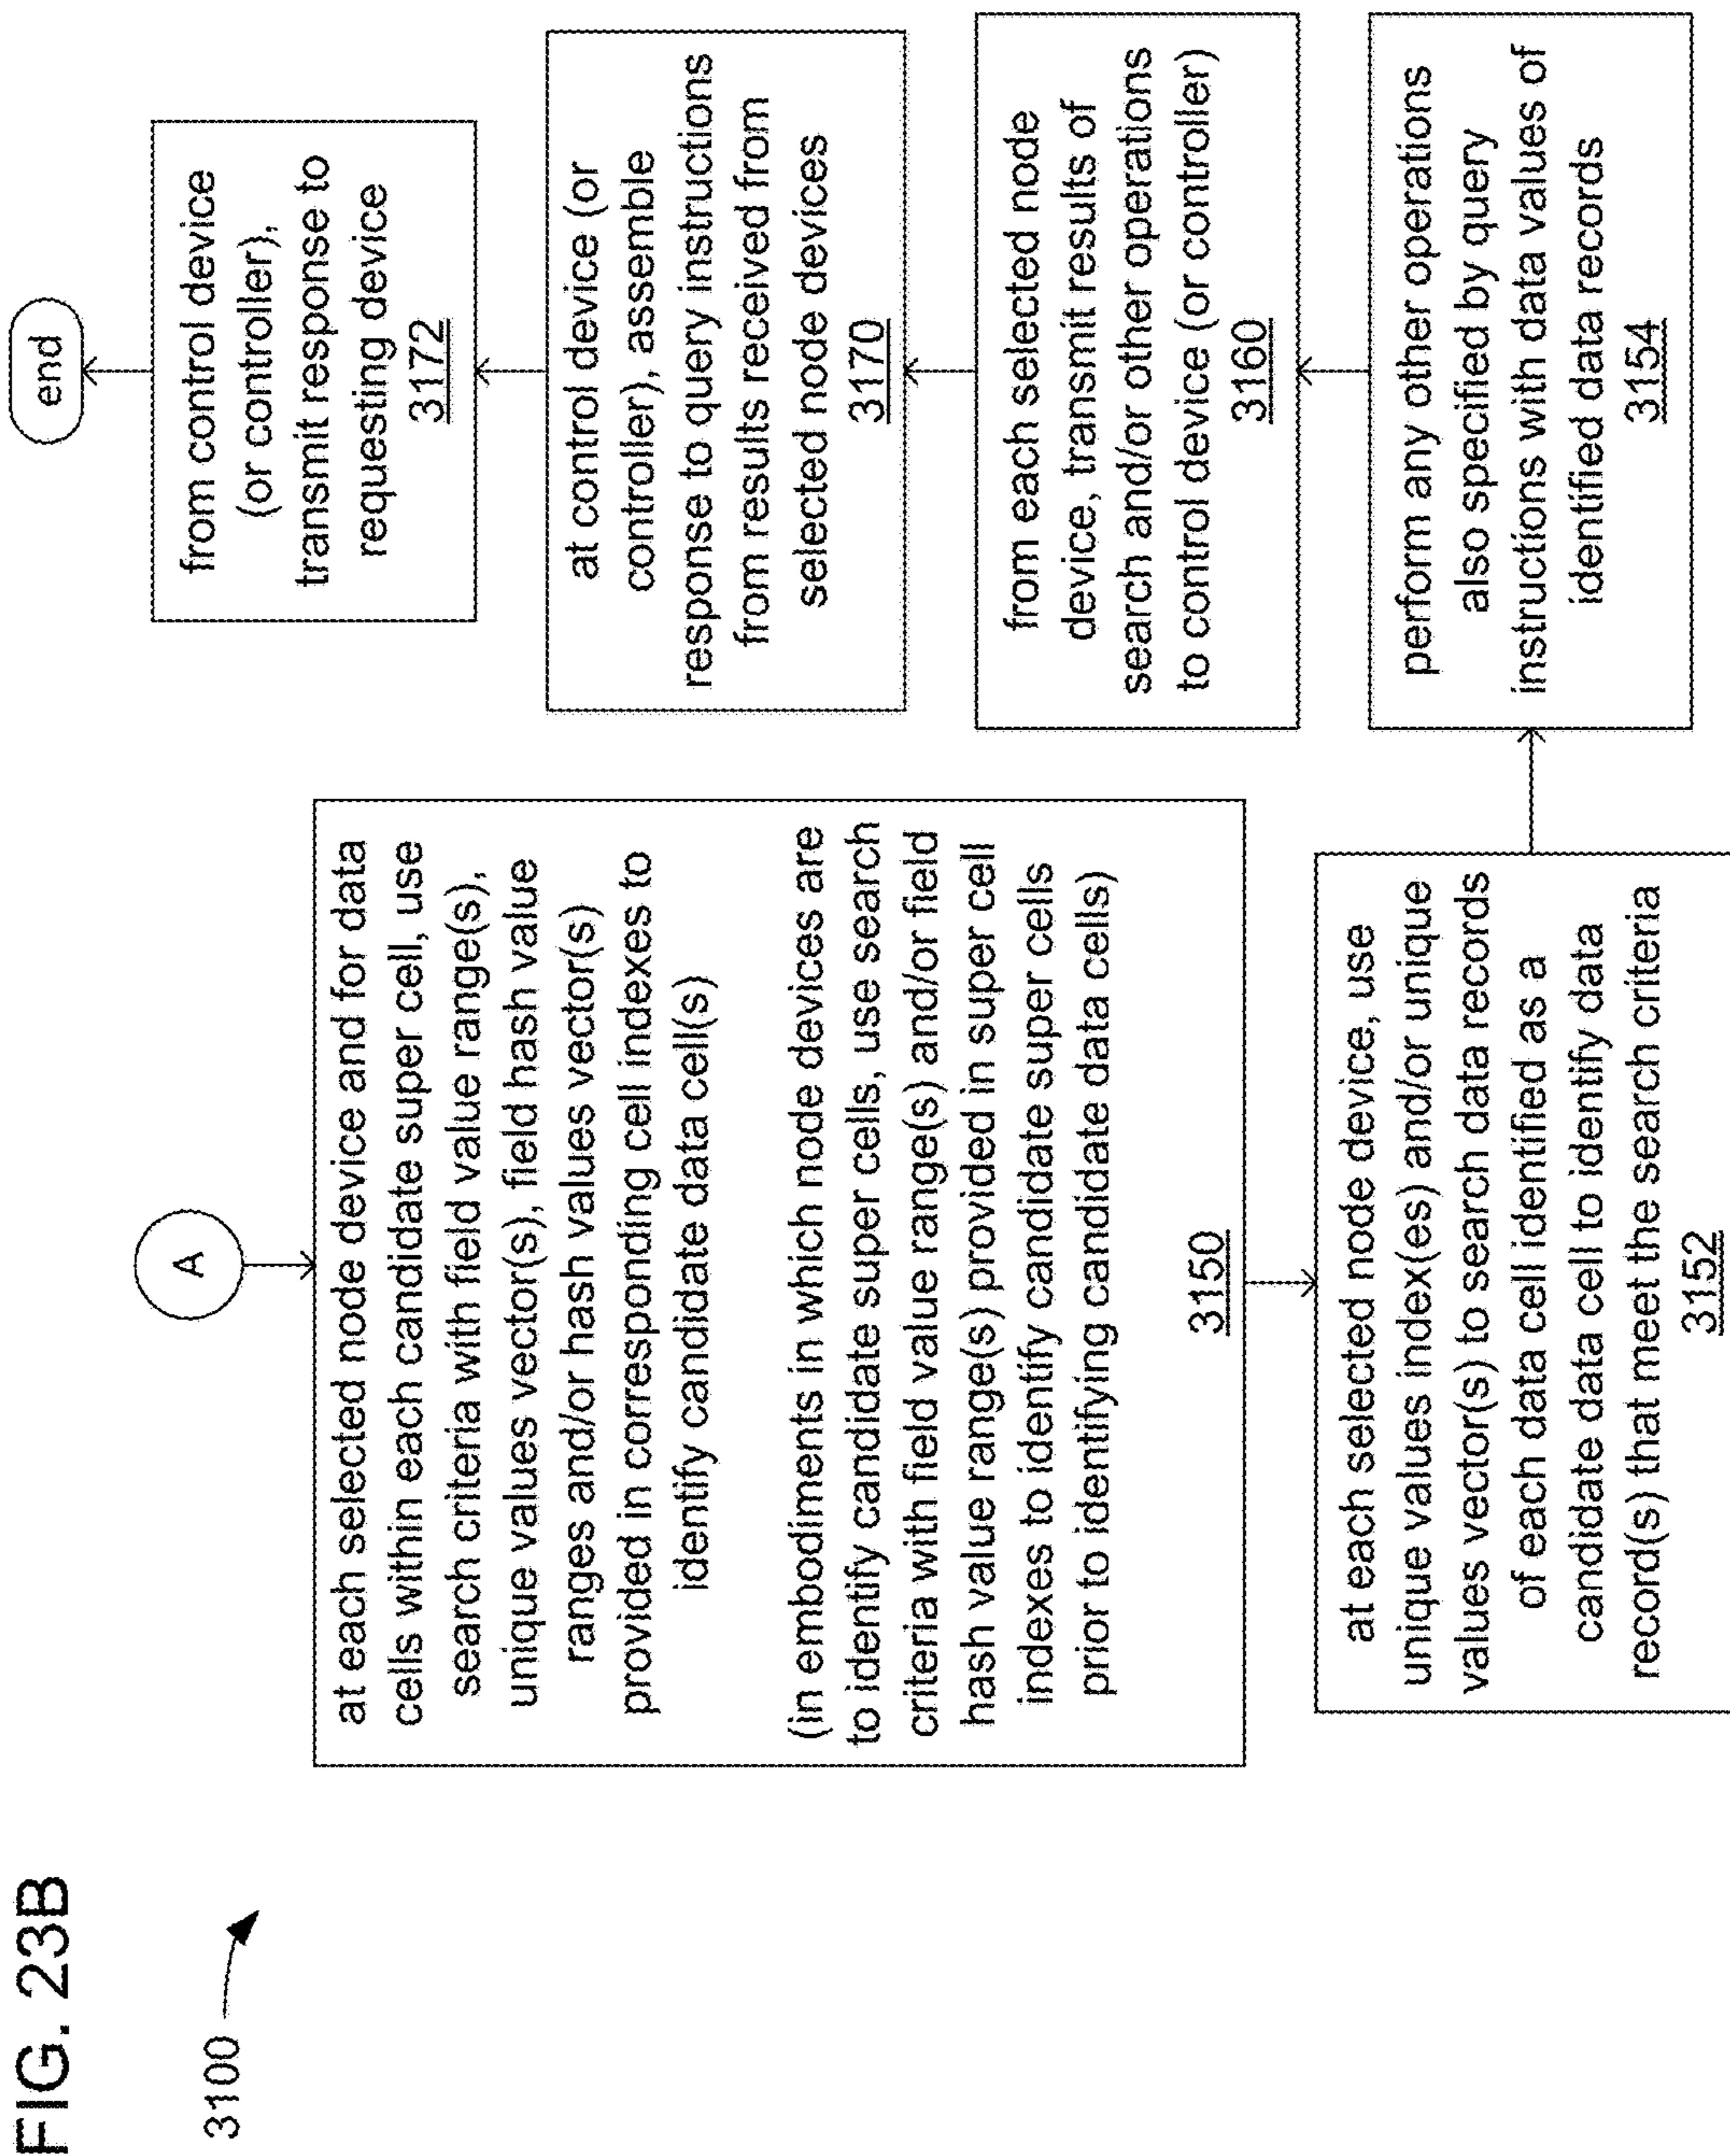 FIG. 23B
3100
A
at each selected node device and for data
cells within each candidate super cell, use
search criteria with field value range(s),
unique values vector(s), field hash value
ranges and/or hash values vector(s)
provided in corresponding cell indexes to
identify candidate data cell(s)
(in embodiments in which node devices are
to identify candidate super cells, use search
criteria with field value range(s) and/or field
hash value range(s) provided in super cell
indexes to identify candidate super cells
prior to identifying candidate data cells)
3150
at each selected node device, use
unique values index(es) and/or unique
values vector(s) to search data records
of each data cell identified as a
candidate data cell to identify data
record(s) that meet the search criteria
3152
perform any other operations
also specified by query
instructions with data values of
identified data records
3154
from each selected node
device, transmit results of
search and/or other operations
to control device (or controller)
3160
at control device (or
controller), assemble
response to query instructions
from results received from
selected node devices
3170
from control device
(or controller),
transmit response to
requesting device
3172
end